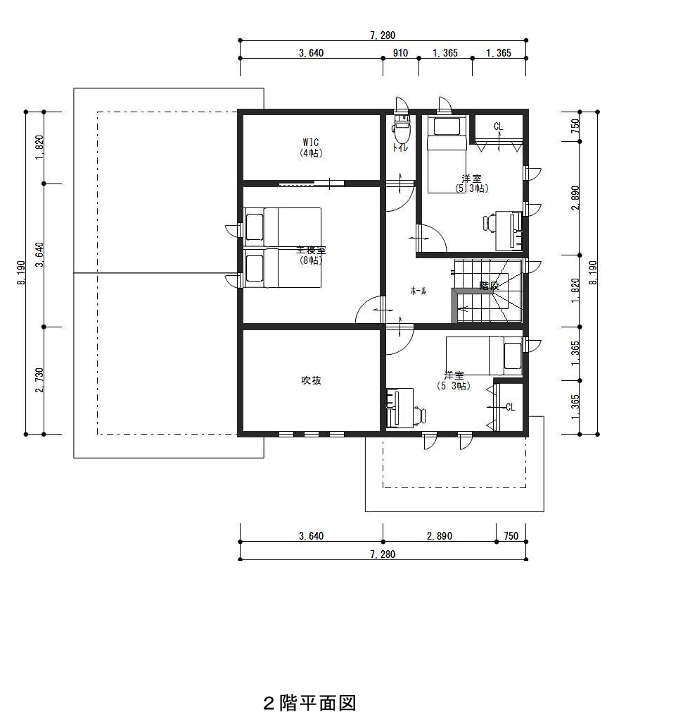 7,280
3,640 910 1,365 1,365
WIC
(4帖)
トイレ
CL
洋室
(5.3帖)
主寝室
(8帖)
ホール
階段
吹抜
洋室
(5.3帖)
CL
1,820
3,640
2,730
8,190
750
2,890
1,820
1,365
1,365
8,190
3,640 2,890 750
7,280
2階平面図